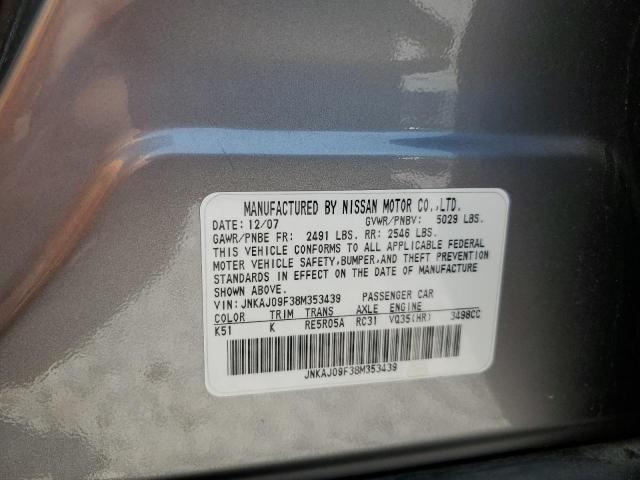 MANUFACTURED BY NISSAN MOTOR CO.,LTD.
DATE: 12/07 GVWR/PNBV: 5029 LBS.
GAWR/PNBE FR: 2491 LBS. RR: 2546 LBS.
THIS VEHICLE CONFORMS TO ALL APPLICABLE FEDERAL
MOTOR VEHICLE SAFETY,BUMPER,AND THEFT PREVENTION
STANDARDS IN EFFECT ON THE DATE OF MANUFACTURE
SHOWN ABOVE.
VIN: JNKAJ09F38M353439 PASSENGER CAR
COLOR TRIM TRANS AXLE ENGINE
K51 K RE5R05A RC31 VQ35(HR) 3498CC
JNKAJ09F38M353439